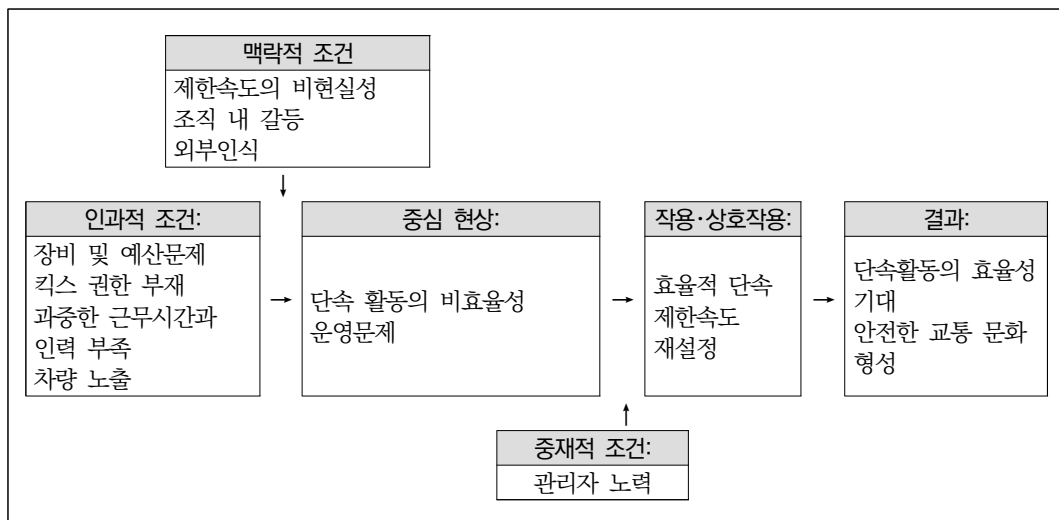 맥락적 조건
제한속도의 비현실성
조직 내 갈등
외부인식
인과적 조건:
장비 및 예산문제
킥스 권한 부재
과중한 근무시간과
인력 부족
차량 노출
중심 현상:
단속 활동의 비효율성
운영문제
작용·상호작용:
효율적 단속
제한속도
재설정
결과:
단속활동의 효율성
기대
안전한 교통 문화
형성
중재적 조건:
관리자 노력